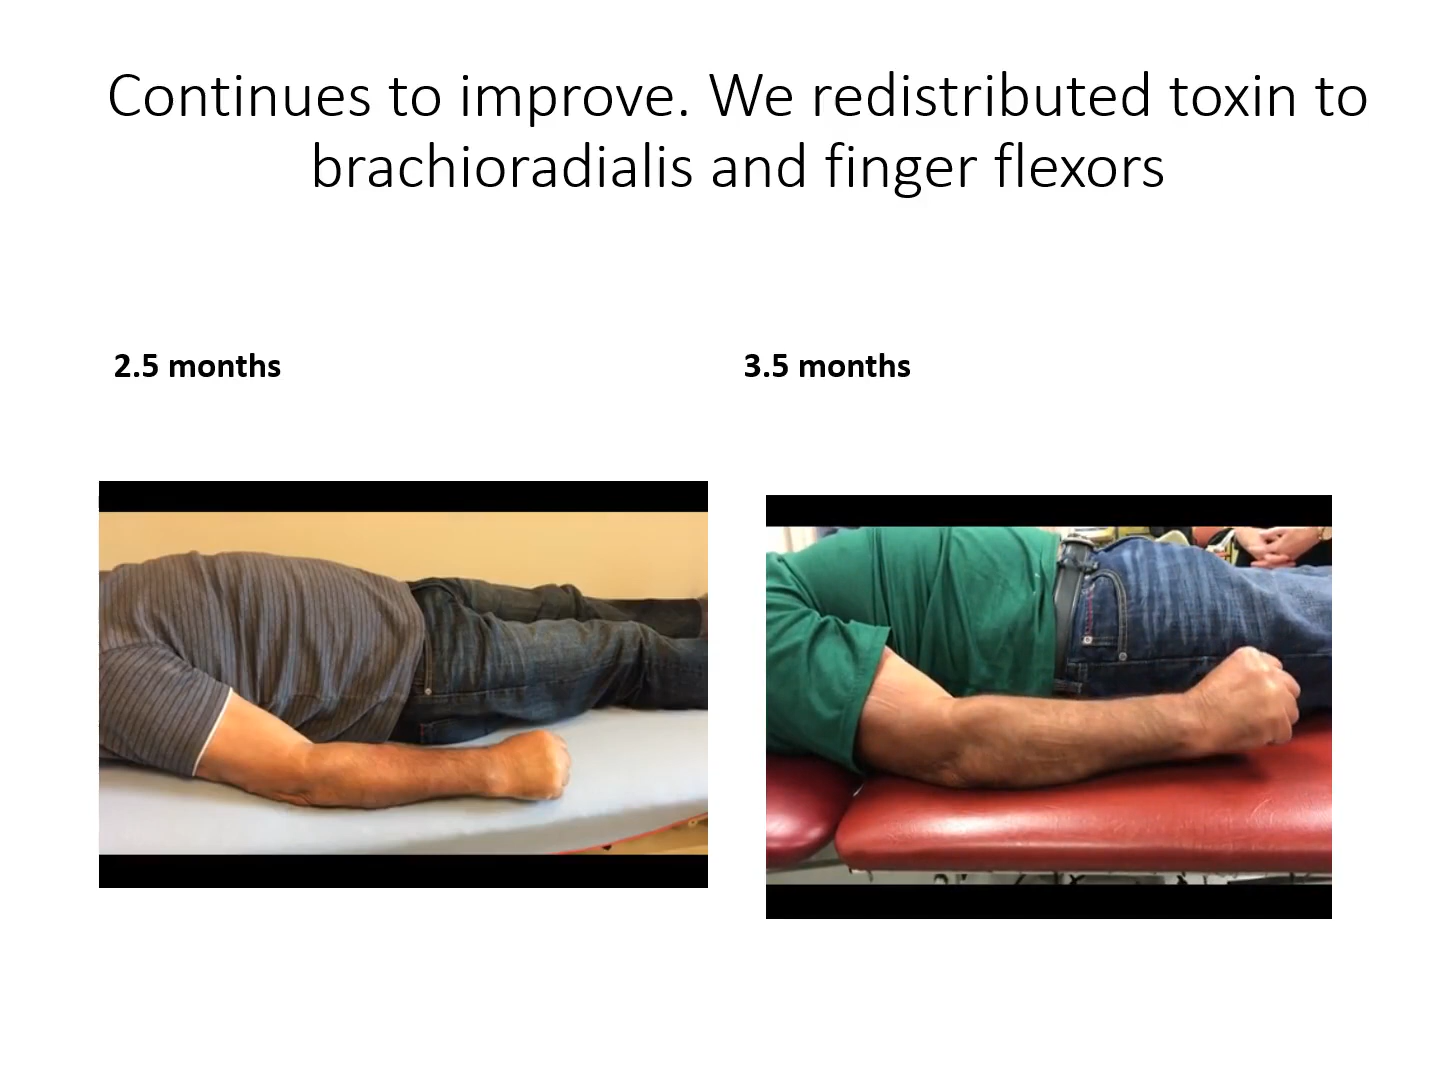 Continues to improve. We redistributed toxin to
brachioradialis and finger flexors
2.5 months
3.5 months